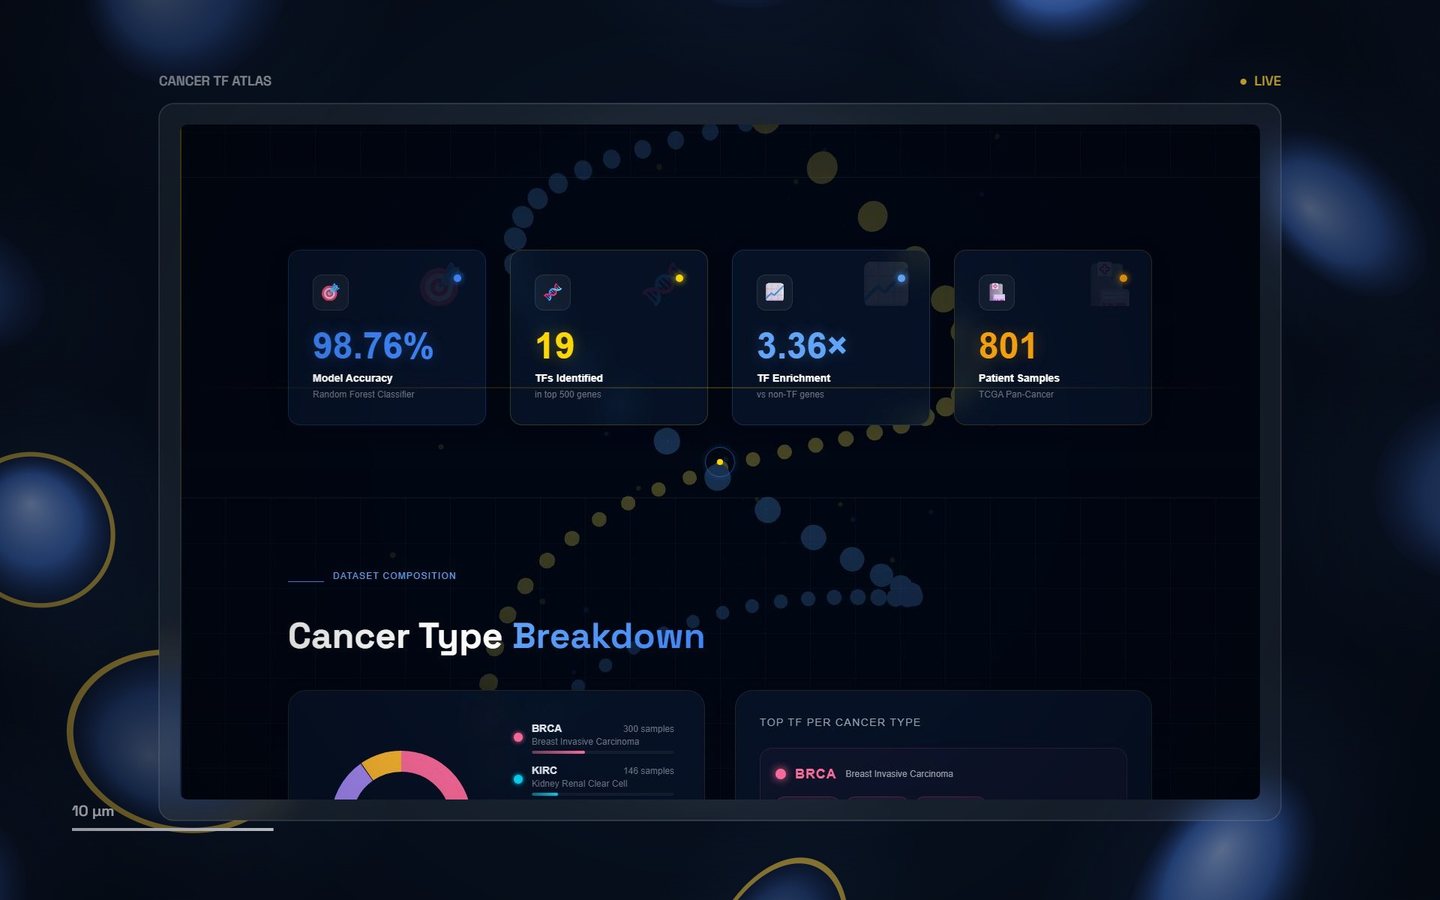 CANCER TF ATLAS
LIVE
98.76%
Model Accuracy
Random Forest Classifier
19
TFs Identified
in top 500 genes
3.36×
TF Enrichment
vs non-TF genes
801
Patient Samples
TCGA Pan-Cancer
DATASET COMPOSITION
Cancer Type Breakdown
BRCA 300 samples
Breast Invasive Carcinoma
KIRC 146 samples
Kidney Renal Clear Cell
TOP TF PER CANCER TYPE
BRCA Breast Invasive Carcinoma
10 µm